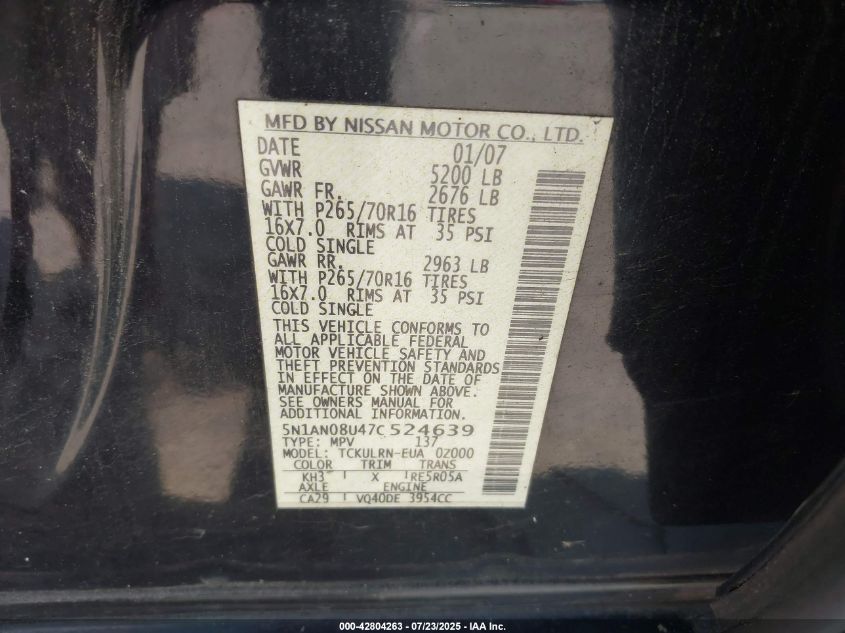 MFD BY NISSAN MOTOR CO., LTD.
DATE 01/07
GVWR 5200 LB
GAWR FR. 2676 LB
WITH P265/70R16 TIRES
16X7.0 RIMS AT 35 PSI
COLD SINGLE
GAWR RR. 2963 LB
WITH P265/70R16 TIRES
16X7.0 RIMS AT 35 PSI
COLD SINGLE
THIS VEHICLE CONFORMS TO
ALL APPLICABLE FEDERAL
MOTOR VEHICLE SAFETY AND
THEFT PREVENTION STANDARDS
IN EFFECT ON THE DATE OF
MANUFACTURE SHOWN ABOVE.
SEE OWNERS MANUAL FOR
ADDITIONAL INFORMATION.
5N1AN08U47C524639
TYPE: MPV 137
MODEL: TCKULRN-EUA 0Z000
COLOR TRIM TRANS
KH3 X RE5R05A
AXLE ENGINE
CA29 VQ40DE 3954CC
000-42804263 - 07/23/2025 - IAA Inc.